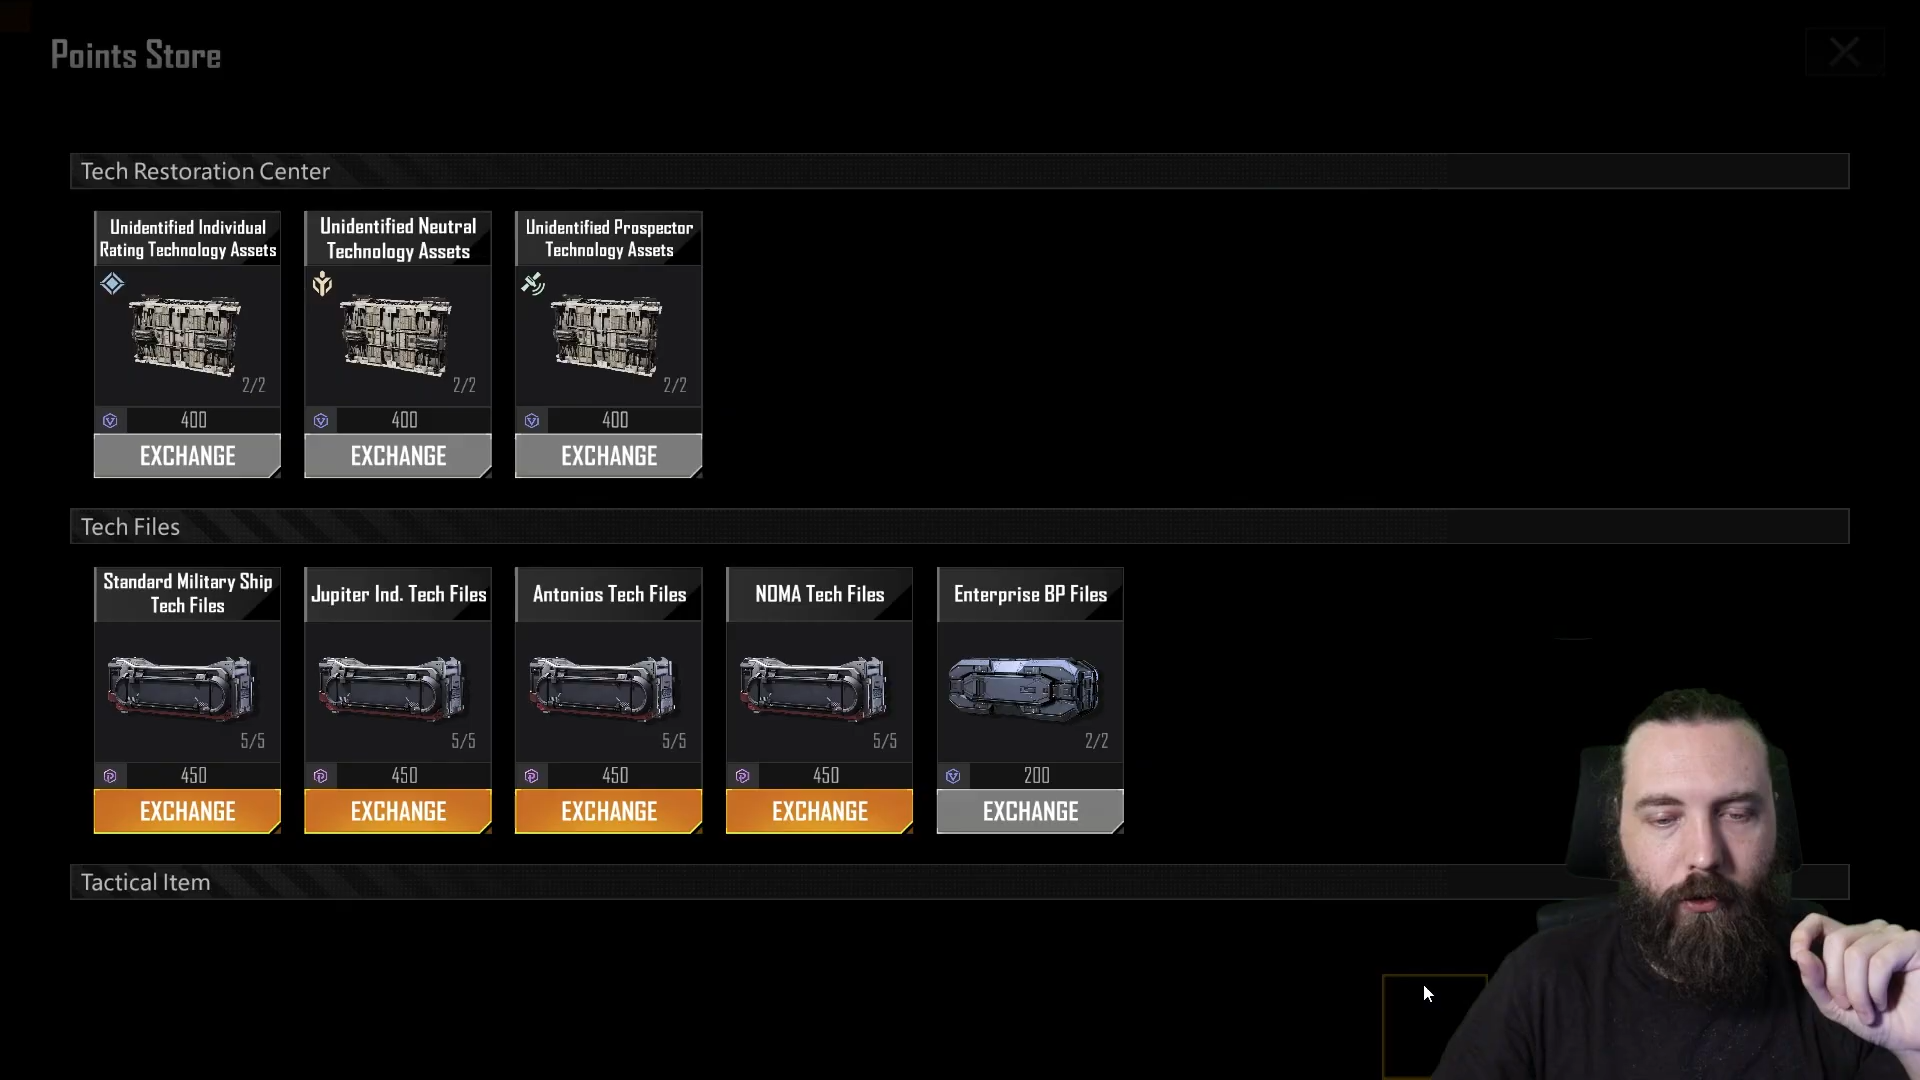 Points Store
Tech Restoration Center
Unidentified Individual
Rating Technology Assets
2/2
400
EXCHANGE
Unidentified Neutral
Technology Assets
2/2
400
EXCHANGE
Unidentified Prospector
Technology Assets
2/2
400
EXCHANGE
Tech Files
Standard Military Ship
Tech Files
5/5
450
EXCHANGE
Jupiter Ind. Tech Files
5/5
450
EXCHANGE
Antonios Tech Files
5/5
450
EXCHANGE
NOMA Tech Files
5/5
450
EXCHANGE
Enterprise BP Files
2/2
200
EXCHANGE
Tactical Item